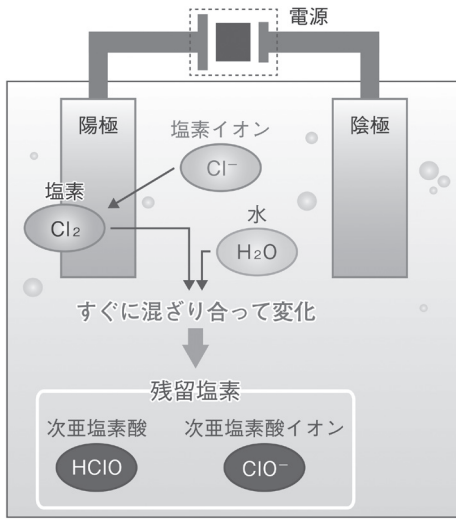 電源
陽極
陰極
塩素イオン
Cl⁻
塩素
Cl₂
水
H₂O
すぐに混ざり合って変化
残留塩素
次亜塩素酸
次亜塩素酸イオン
HClO
ClO⁻